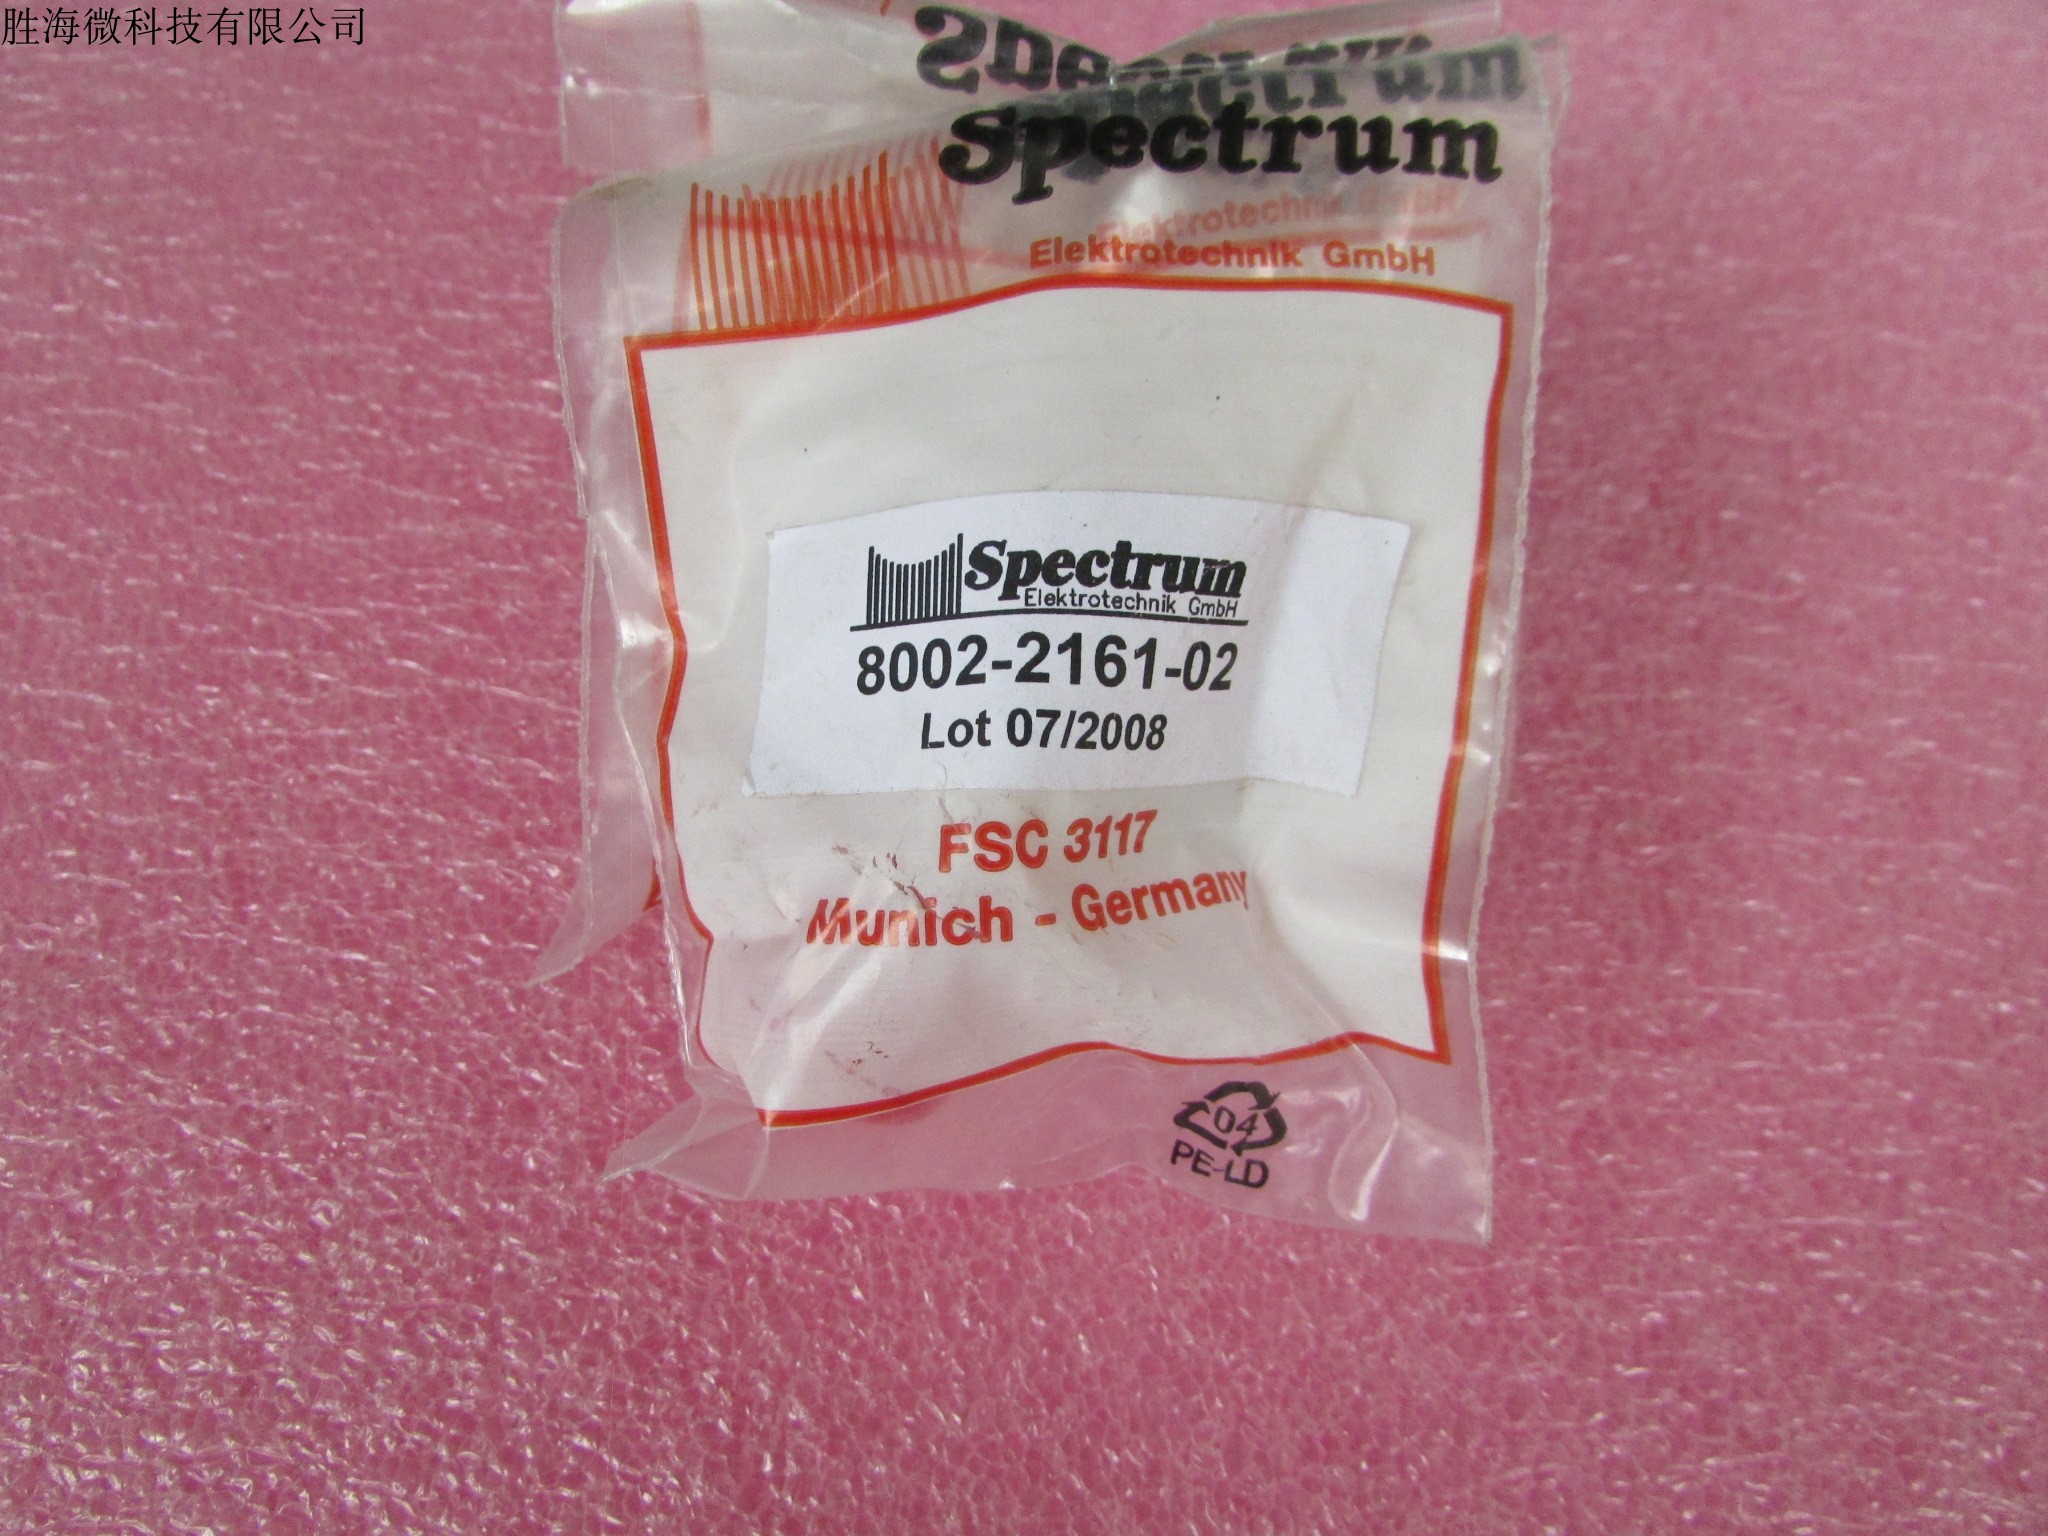 胜海微科技有限公司
Spectrum
Spectrum
Elektrotechnik GmbH
Elektrotechnik GmbH
Spectrum
Elektrotechnik GmbH
8002-2161-02
Lot 07/2008
FSC 3117
Munich - Germany
04
PE-LD